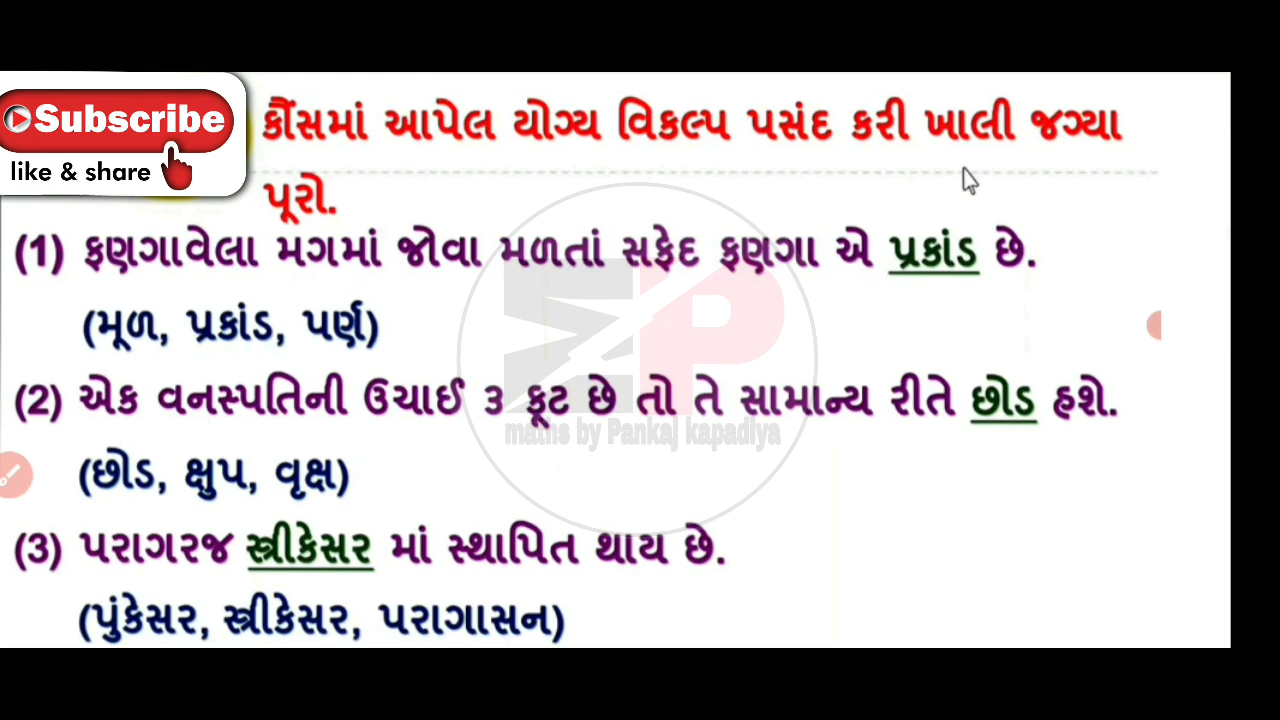 Subscribe
like & share
કૌંસમાં આપેલ યોગ્ય વિકલ્પ પસંદ કરી ખાલી જગ્યા
પૂરો.
(1) ફણગાવેલા મગમાં જોવા મળતાં સફેદ ફણગા એ પ્રકાંડ છે.
(મૂળ, પ્રકાંડ, પર્ણ)
(2) એક વનસ્પતિની ઉચાઈ ૩ ફૂટ છે તો તે સામાન્ય રીતે છોડ હશે.
maths by Pankaj kapadiya
(છોડ, ક્ષુપ, વૃક્ષ)
(3) પરાગરજ સ્ત્રીકેસર માં સ્થાપિત થાય છે.
(પુંકેસર, સ્ત્રીકેસર, પરાગાસન)